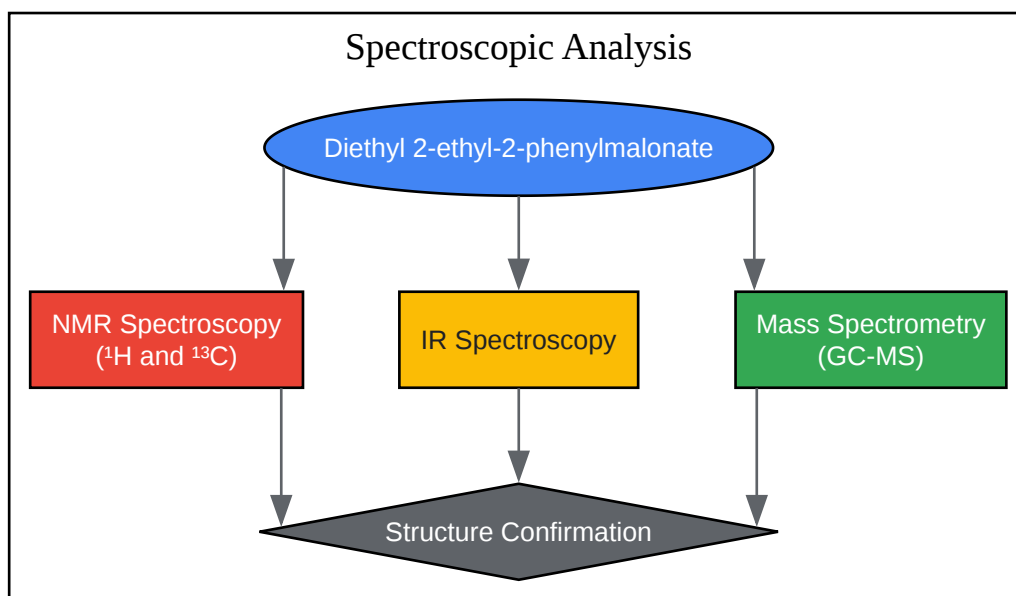 Spectroscopic Analysis
Diethyl 2-ethyl-2-phenylmalonate
NMR Spectroscopy
(¹H and ¹³C)
IR Spectroscopy
Mass Spectrometry
(GC-MS)
Structure Confirmation